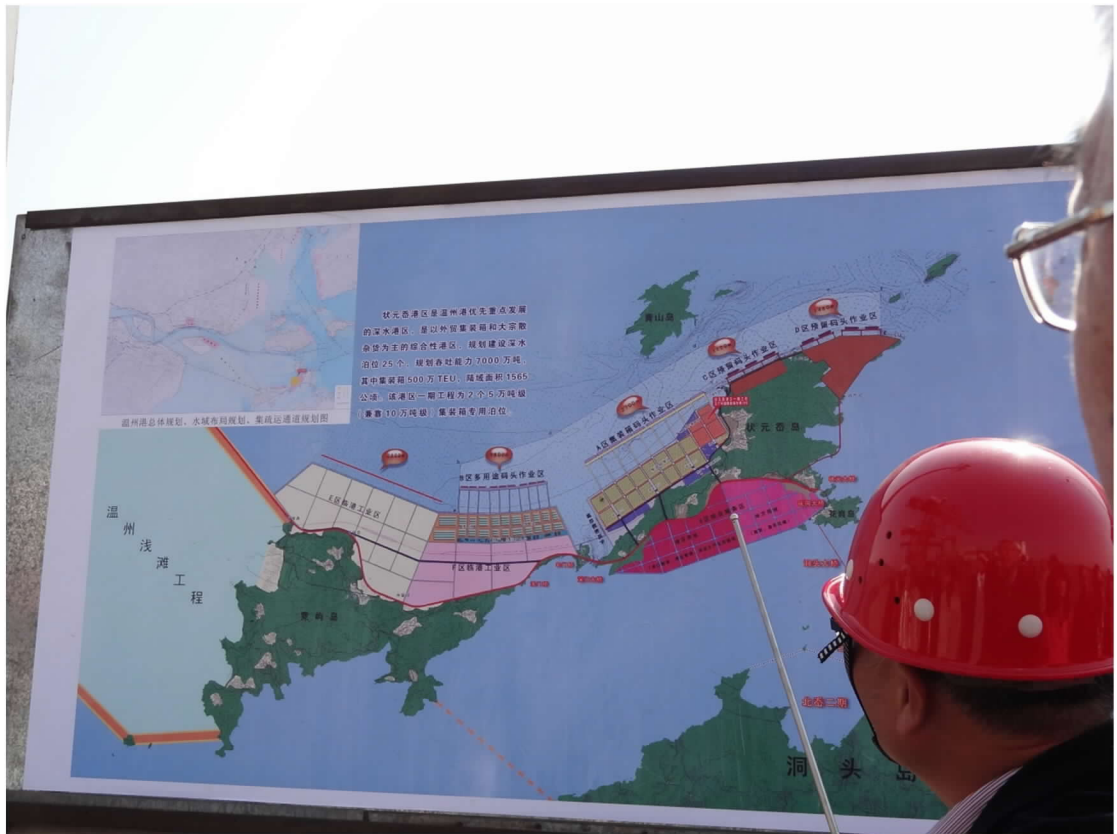 状元岙港区是温州港优先重点发展
的深水港区，是以外贸集装箱和大宗散
杂货为主的综合性港区，规划建设深水
泊位25个，规划吞吐能力7000万吨，
其中集装箱500万TEU，陆域面积1565
公顷。该港区一期工程为2个5万吨级
（兼靠10万吨级）集装箱专用泊位。
温州港总体规划、水域布局规划、集疏运通道规划图
青山岛
D区预留码头作业区
C区预留码头作业区
A区集装箱码头作业区
状元岙岛
B区多用途码头作业区
E区临港工业区
F区临港工业区
花岗岛
温州浅滩工程
霓屿岛
北岙二期
洞头岛